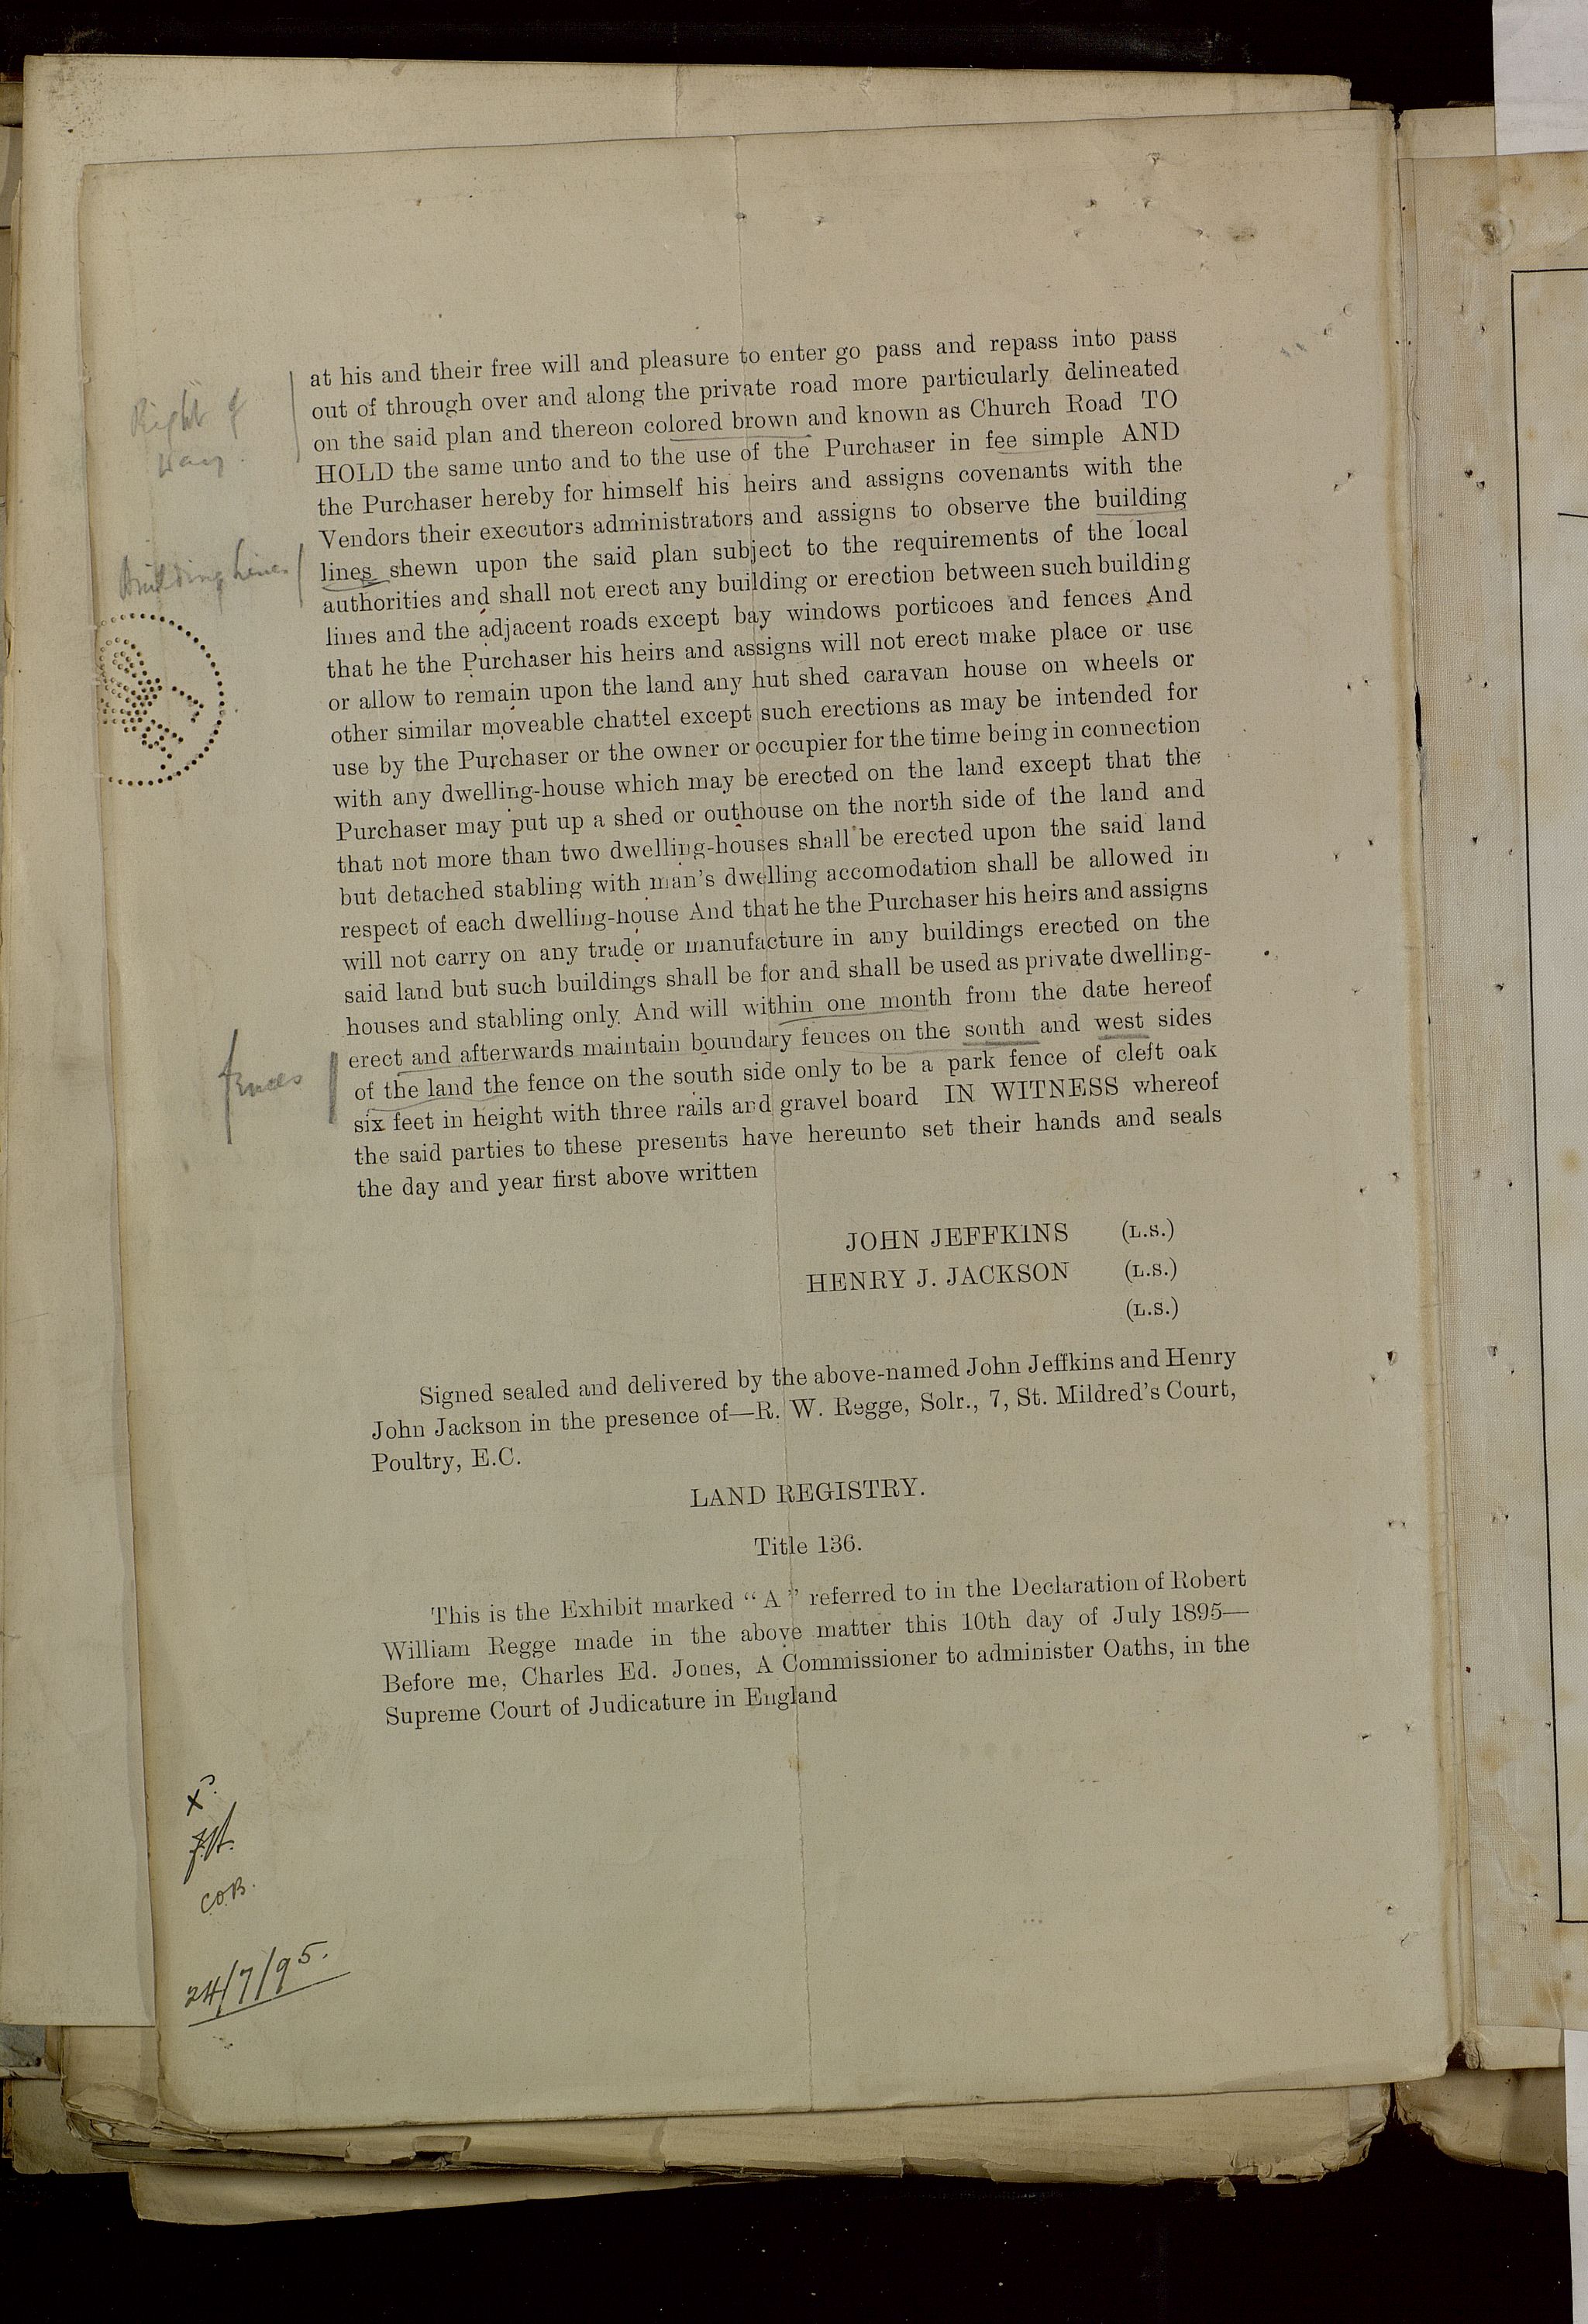 at his and their free will and pleasure to enter go pass and repass into pass
out of through over and along the private road more particularly delineated
on the said plan and thereon colored brown and known as Church Road TO
HOLD the same unto and to the use of the Purchaser in fee simple AND
the Purchaser hereby for himself his heirs and assigns covenants with the
Vendors their executors administrators and assigns to observe the building
lines shewn upon the said plan subject to the requirements of the local
authorities and shall not erect any building or erection between such building
lines and the adjacent roads except bay windows porticoes and fences And
that he the Purchaser his heirs and assigns will not erect make place or use
or allow to remain upon the land any hut shed caravan house on wheels or
other similar moveable chattel except such erections as may be intended for
use by the Purchaser or the owner or occupier for the time being in connection
with any dwelling-house which may be erected on the land except that the
Purchaser may put up a shed or outhouse on the north side of the land and
that not more than two dwelling-houses shall be erected upon the said land
but detached stabling with man's dwelling accomodation shall be allowed in
respect of each dwelling-house And that he the Purchaser his heirs and assigns
will not carry on any trade or manufacture in any buildings erected on the
said land but such buildings shall be for and shall be used as private dwelling-
houses and stabling only. And will within one month from the date hereof
erect and afterwards maintain boundary fences on the south and west sides
of the land the fence on the south side only to be a park fence of cleft oak
six feet in height with three rails and gravel board IN WITNESS whereof
the said parties to these presents have hereunto set their hands and seals
the day and year first above written
Right of
way.
Building lines
fences
JOHN JEFFKINS (L.S.)
HENRY J. JACKSON (L.S.)
(L.S.)
Signed sealed and delivered by the above-named John Jeffkins and Henry
John Jackson in the presence of—R. W. Regge, Solr., 7, St. Mildred's Court,
Poultry, E.C.
LAND REGISTRY.
Title 136.
This is the Exhibit marked "A" referred to in the Declaration of Robert
William Regge made in the above matter this 10th day of July 1895—
Before me, Charles Ed. Jones, A Commissioner to administer Oaths, in the
Supreme Court of Judicature in England
C.O.B.
24/7/95.